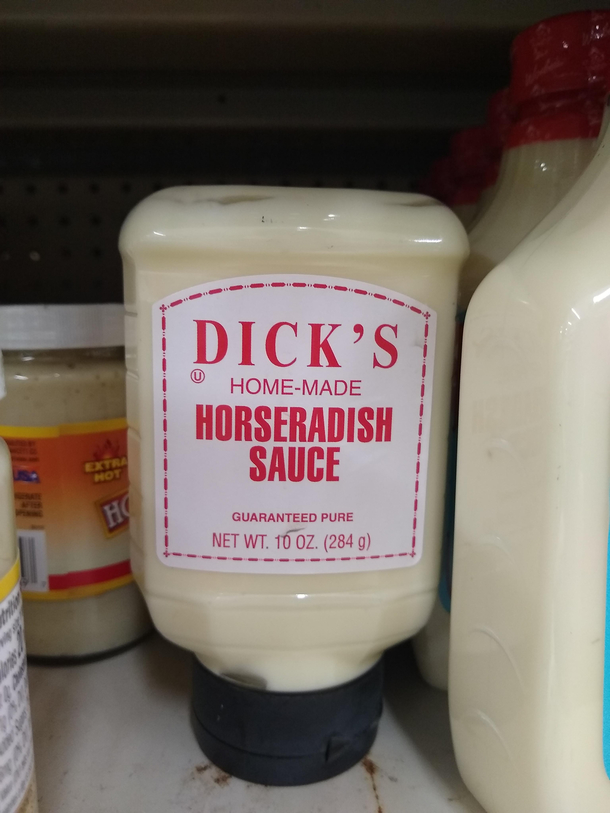 DICK'S
Ⓤ HOME-MADE
HORSERADISH
SAUCE
GUARANTEED PURE
NET WT. 10 OZ. (284 g)
EXTRA
HOT